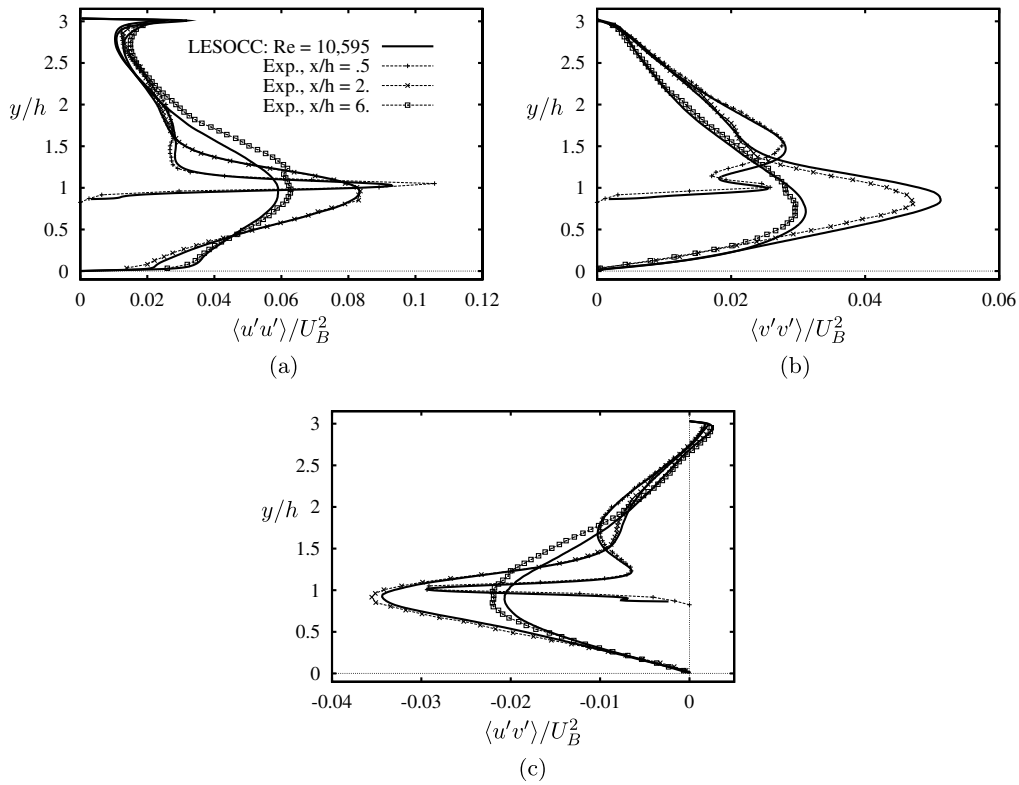 3
2.5
2
1.5
1
0.5
0
y/h
LESOCC: Re = 10,595
Exp., x/h = .5
Exp., x/h = 2.
Exp., x/h = 6.
0 0.02 0.04 0.06 0.08 0.1 0.12
⟨u′u′⟩/U_B^2
(a)
3
2.5
2
1.5
1
0.5
0
y/h
0 0.02 0.04 0.06
⟨v′v′⟩/U_B^2
(b)
3
2.5
2
1.5
1
0.5
0
y/h
-0.04 -0.03 -0.02 -0.01 0
⟨u′v′⟩/U_B^2
(c)